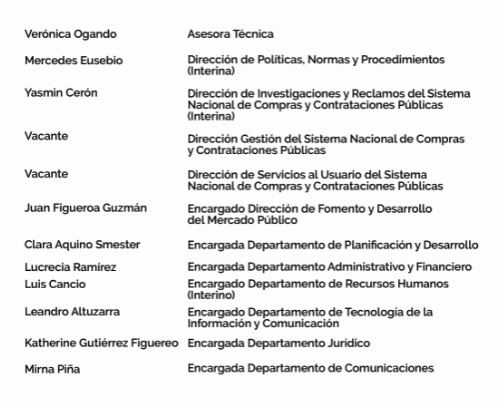 Verónica Ogando Asesora Técnica
Mercedes Eusebio Dirección de Políticas, Normas y Procedimientos
(Interina)
Yasmin Cerón Dirección de Investigaciones y Reclamos del Sistema
Nacional de Compras y Contrataciones Públicas
(Interina)
Vacante Dirección Gestión del Sistema Nacional de Compras
y Contrataciones Públicas
Vacante Dirección de Servicios al Usuario del Sistema
Nacional de Compras y Contrataciones Públicas
Juan Figueroa Guzmán Encargado Dirección de Fomento y Desarrollo
del Mercado Público
Clara Aquino Smester Encargada Departamento de Planificación y Desarrollo
Lucrecia Ramírez Encargada Departamento Administrativo y Financiero
Luis Cancio Encargado Departamento de Recursos Humanos
(Interino)
Leandro Altuzarra Encargado Departamento de Tecnología de la
Información y Comunicación
Katherine Gutiérrez Figuereo Encargada Departamento Jurídico
Mirna Piña Encargada Departamento de Comunicaciones